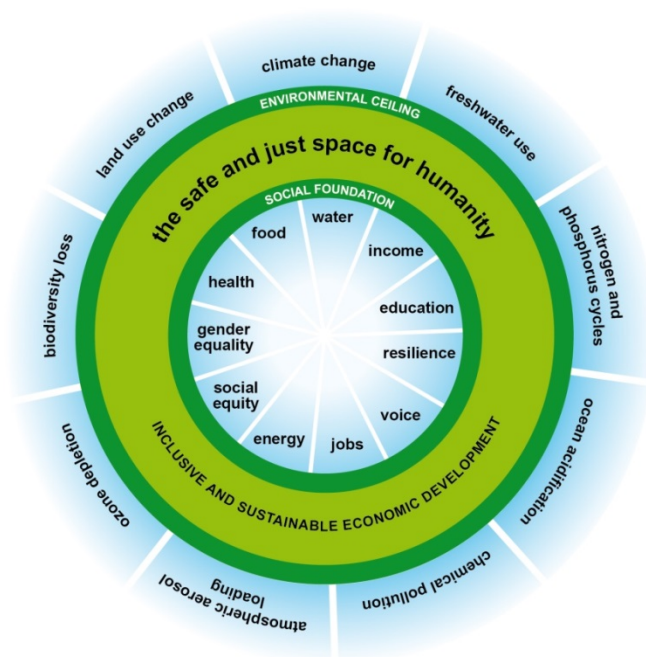 climate change
freshwater use
nitrogen and
phosphorus cycles
ocean acidification
chemical pollution
atmospheric aerosol
loading
ozone depletion
biodiversity loss
land use change
ENVIRONMENTAL CEILING
the safe and just space for humanity
SOCIAL FOUNDATION
water
income
education
resilience
voice
jobs
energy
social
equity
gender
equality
health
food
INCLUSIVE AND SUSTAINABLE ECONOMIC DEVELOPMENT